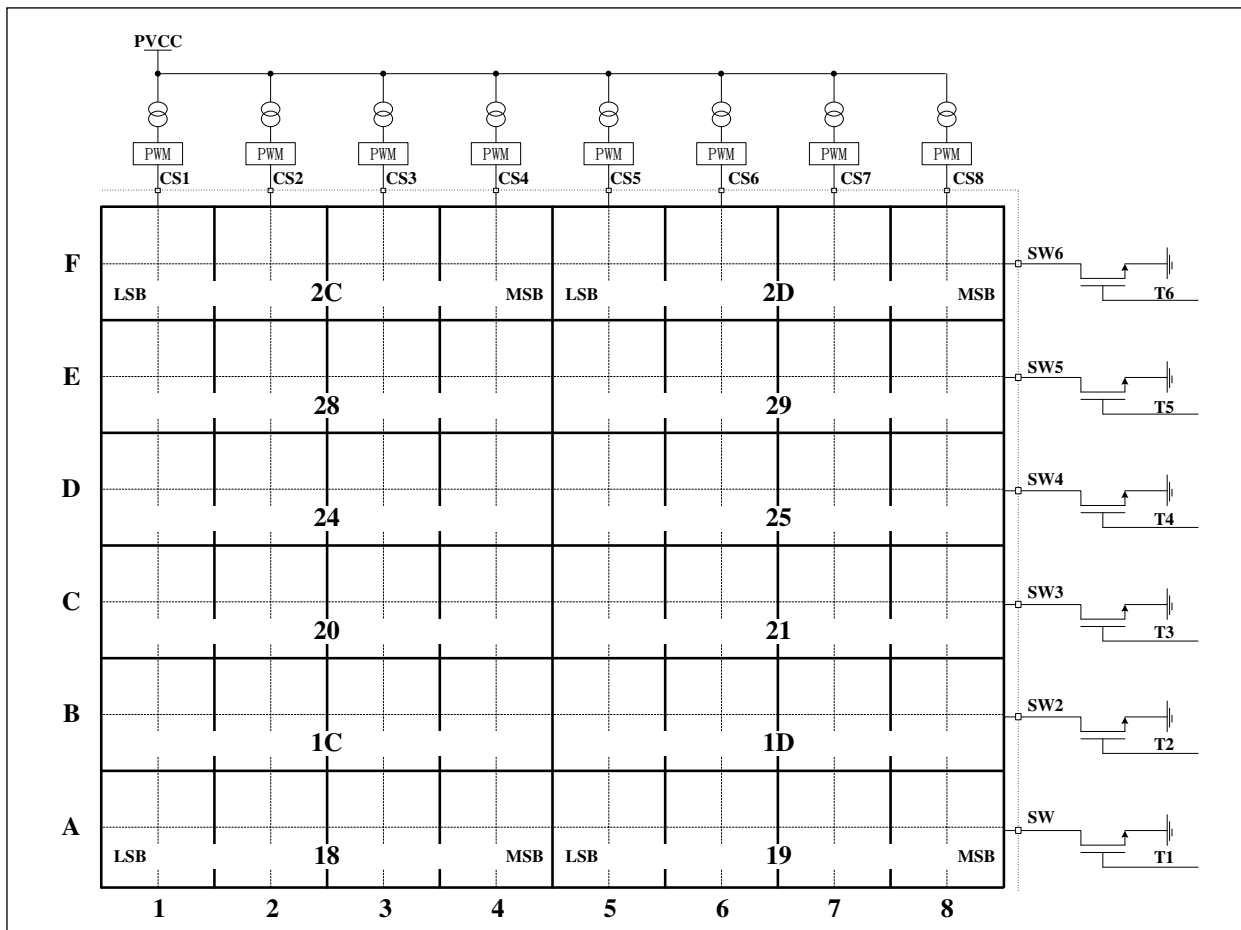 PVCC
PWM PWM PWM PWM PWM PWM PWM PWM
CS1 CS2 CS3 CS4 CS5 CS6 CS7 CS8
F SW6
LSB 2C MSB LSB 2D MSB T6
E SW5
28 29 T5
D SW4
24 25 T4
C SW3
20 21 T3
B SW2
1C 1D T2
A SW
LSB 18 MSB LSB 19 MSB T1
1 2 3 4 5 6 7 8